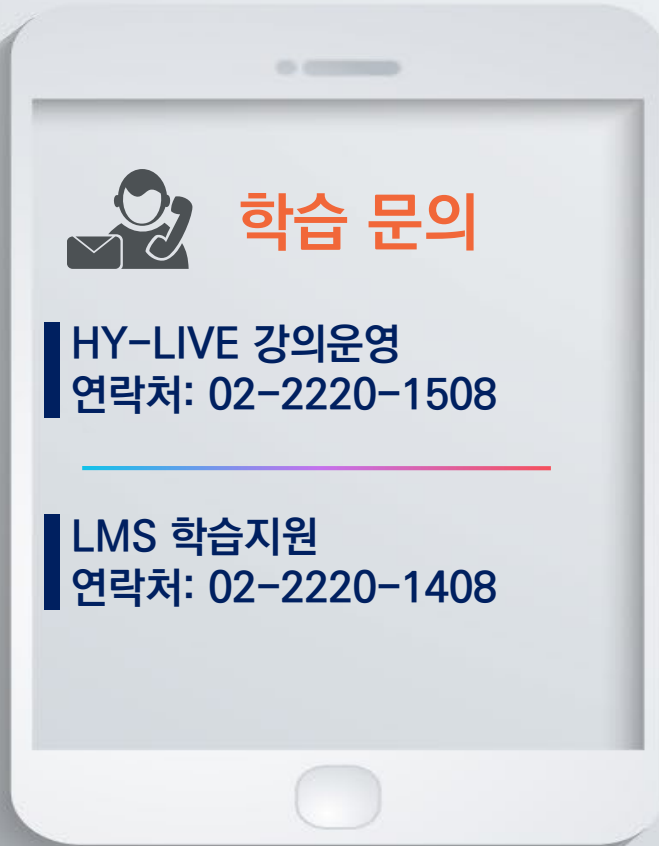 학습 문의
HY-LIVE 강의운영
연락처: 02-2220-1508
LMS 학습지원
연락처: 02-2220-1408